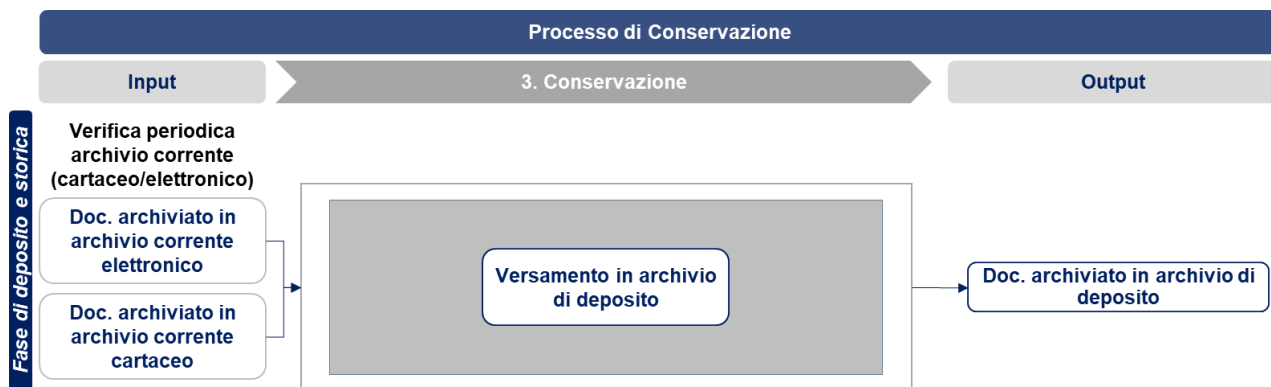 Processo di Conservazione
Input
3. Conservazione
Output
Fase di deposito e storica
Verifica periodica
archivio corrente
(cartaceo/elettronico)
Doc. archiviato in
archivio corrente
elettronico
Doc. archiviato in
archivio corrente
cartaceo
Versamento in archivio
di deposito
Doc. archiviato in archivio di
deposito